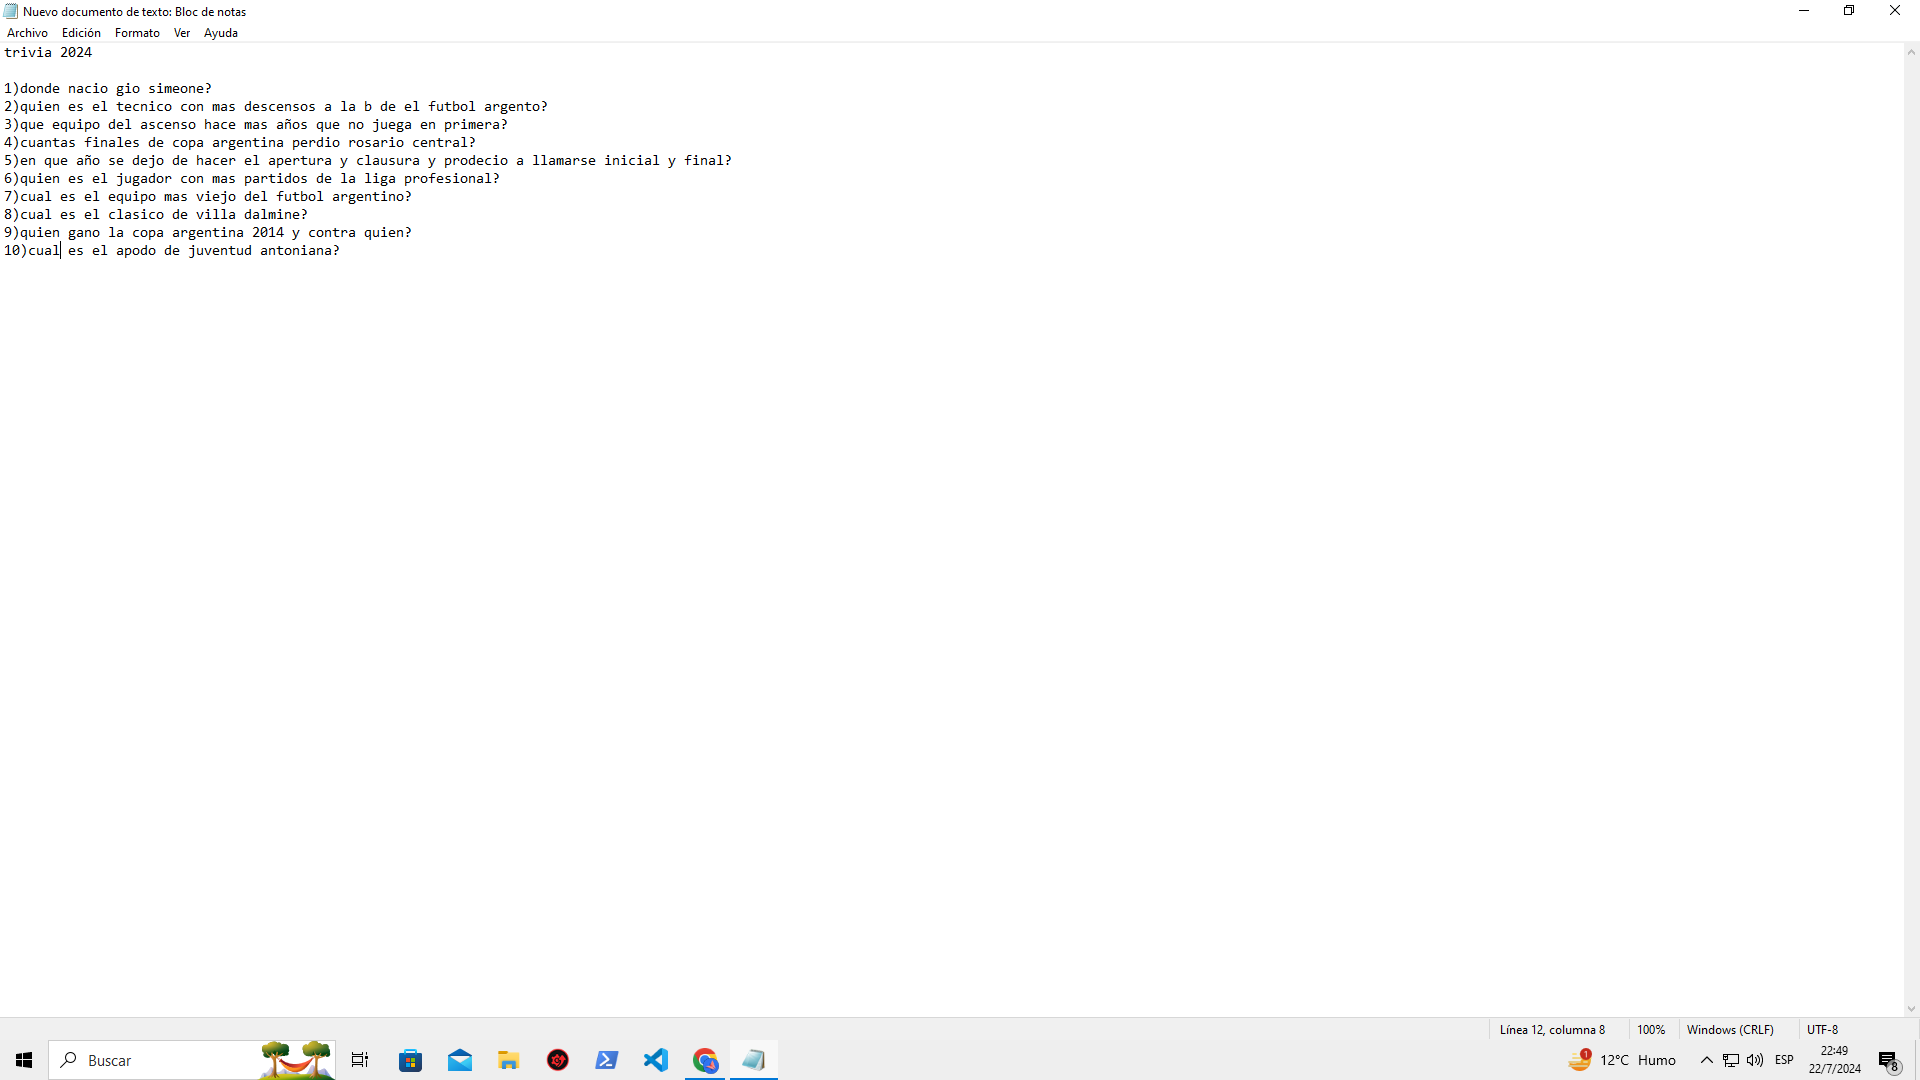 Nuevo documento de texto: Bloc de notas
Archivo Edición Formato Ver Ayuda
trivia 2024
1)donde nacio gio simeone?
2)quien es el tecnico con mas descensos a la b de el futbol argento?
3)que equipo del ascenso hace mas años que no juega en primera?
4)cuantas finales de copa argentina perdio rosario central?
5)en que año se dejo de hacer el apertura y clausura y prodecio a llamarse inicial y final?
6)quien es el jugador con mas partidos de la liga profesional?
7)cual es el equipo mas viejo del futbol argentino?
8)cual es el clasico de villa dalmine?
9)quien gano la copa argentina 2014 y contra quien?
10)cual es el apodo de juventud antoniana?
Línea 12, columna 8 100% Windows (CRLF) UTF-8
Buscar 1 12°C Humo ESP 22:49 22/7/2024 8